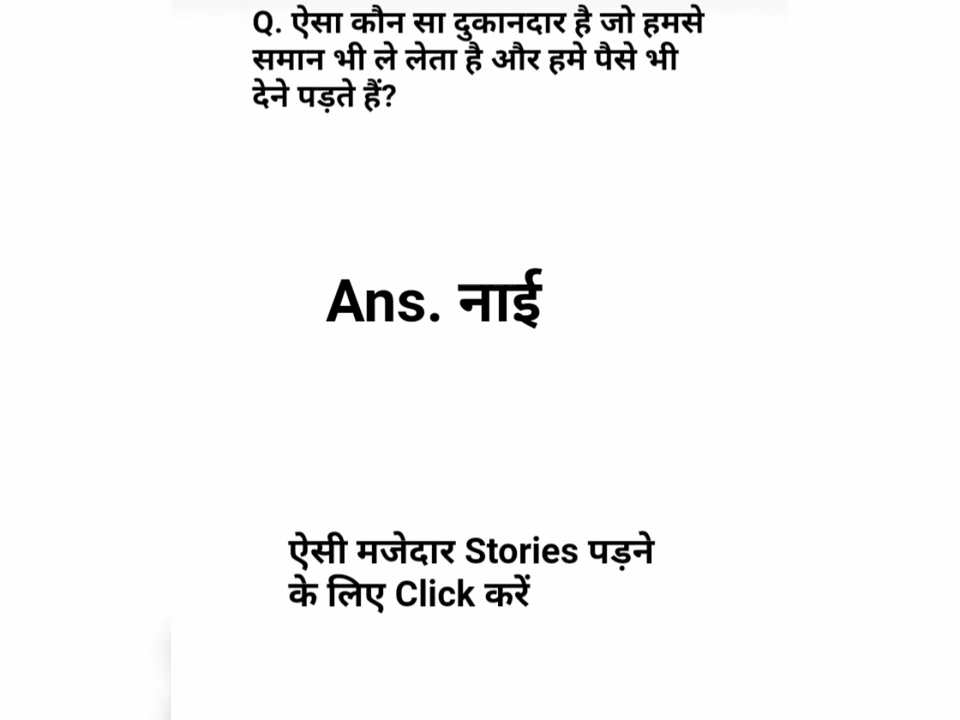 Q. ऐसा कौन सा दुकानदार है जो हमसे
समान भी ले लेता है और हमे पैसे भी
देने पड़ते हैं?
Ans. नाई
ऐसी मजेदार Stories पड़ने
के लिए Click करें